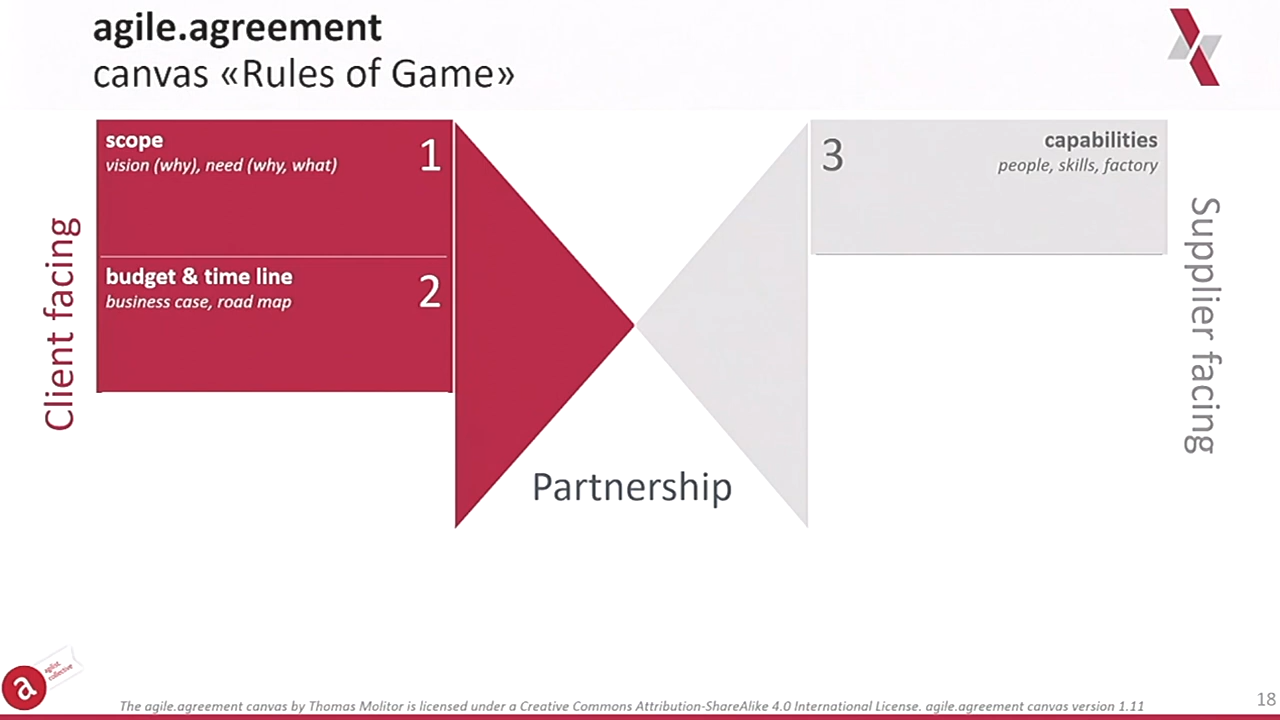 agile.agreement
canvas «Rules of Game»
scope
vision (why), need (why, what)
1
budget & time line
business case, road map
2
3
capabilities
people, skills, factory
Client facing
Supplier facing
Partnership
a
agilist
collective
The agile.agreement canvas by Thomas Molitor is licensed under a Creative Commons Attribution-ShareAlike 4.0 International License. agile.agreement canvas version 1.11
18